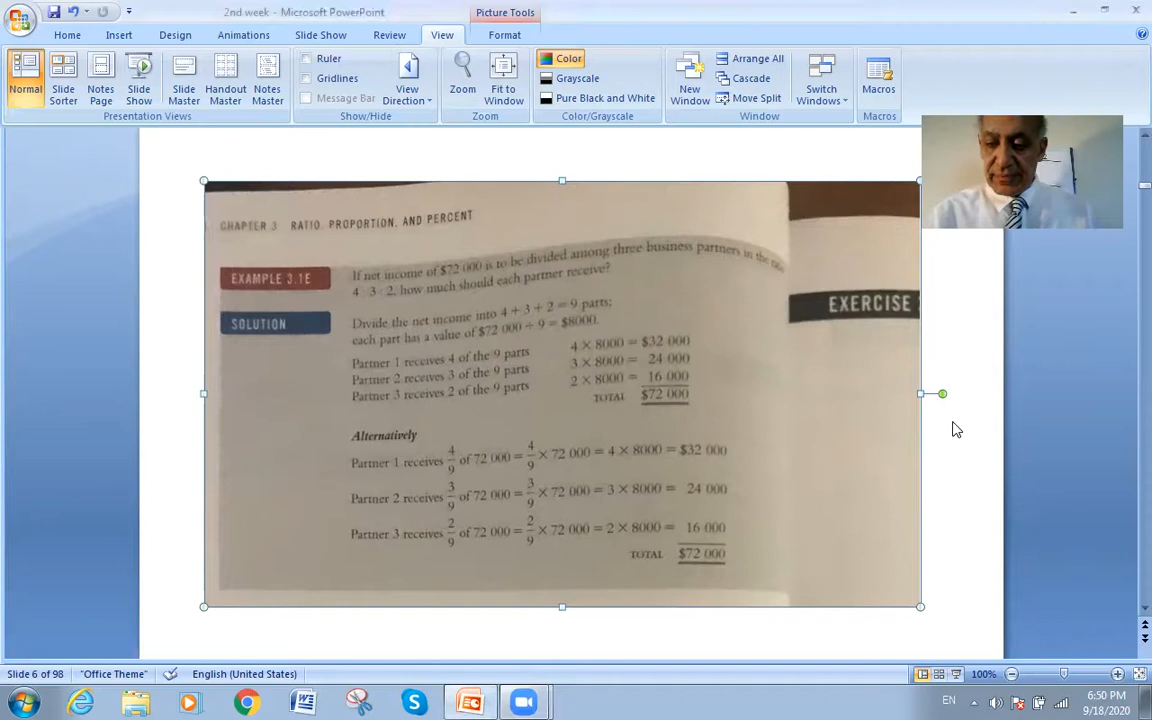 2nd week - Microsoft PowerPoint
Picture Tools
Home
Insert
Design
Animations
Slide Show
Review
View
Format
Normal
Slide Sorter
Notes Page
Slide Show
Slide Master
Handout Master
Notes Master
Presentation Views
Ruler
Gridlines
Message Bar
Show/Hide
View Direction
Zoom
Fit to Window
Zoom
Color
Grayscale
Pure Black and White
Color/Grayscale
New Window
Arrange All
Cascade
Move Split
Window
Switch Windows
Macros
Macros
CHAPTER 3 RATIO, PROPORTION, AND PERCENT
EXAMPLE 3.1E
If net income of $72 000 is to be divided among three business partners in the
4 : 3 : 2, how much should each partner receive?
SOLUTION
Divide the net income into 4 + 3 + 2 = 9 parts;
each part has a value of $72 000 ÷ 9 = $8000.
Partner 1 receives 4 of the 9 parts 4 × 8000 = $32 000
Partner 2 receives 3 of the 9 parts 3 × 8000 = 24 000
Partner 3 receives 2 of the 9 parts 2 × 8000 = 16 000
TOTAL $72 000
Alternatively
Partner 1 receives 4/9 of 72 000 = 4/9 × 72 000 = 4 × 8000 = $32 000
Partner 2 receives 3/9 of 72 000 = 3/9 × 72 000 = 3 × 8000 = 24 000
Partner 3 receives 2/9 of 72 000 = 2/9 × 72 000 = 2 × 8000 = 16 000
TOTAL $72 000
EXERCISE
Slide 6 of 98
"Office Theme"
English (United States)
100%
EN
6:50 PM
9/18/2020